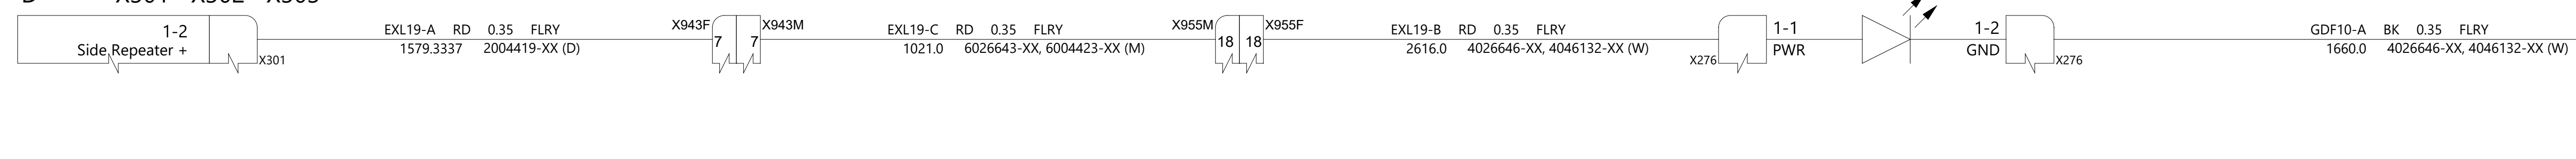 1-2
Side Repeater +
X301
EXL19-A RD 0.35 FLRY
1579.3337 2004419-XX (D)
X943F
7
7
X943M
EXL19-C RD 0.35 FLRY
1021.0 6026643-XX, 6004423-XX (M)
X955M
18
18
X955F
EXL19-B RD 0.35 FLRY
2616.0 4026646-XX, 4046132-XX (W)
X276
1-1
PWR
1-2
GND
X276
GDF10-A BK 0.35 FLRY
1660.0 4026646-XX, 4046132-XX (W)